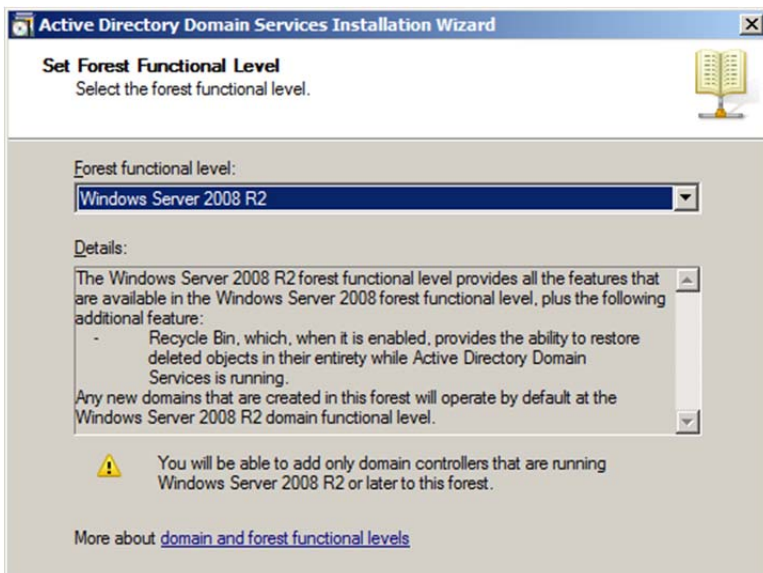 Active Directory Domain Services Installation Wizard
Set Forest Functional Level
Select the forest functional level.
Forest functional level:
Windows Server 2008 R2
Details:
The Windows Server 2008 R2 forest functional level provides all the features that
are available in the Windows Server 2008 forest functional level, plus the following
additional feature:
- Recycle Bin, which, when it is enabled, provides the ability to restore
deleted objects in their entirety while Active Directory Domain
Services is running.
Any new domains that are created in this forest will operate by default at the
Windows Server 2008 R2 domain functional level.
You will be able to add only domain controllers that are running
Windows Server 2008 R2 or later to this forest.
More about domain and forest functional levels